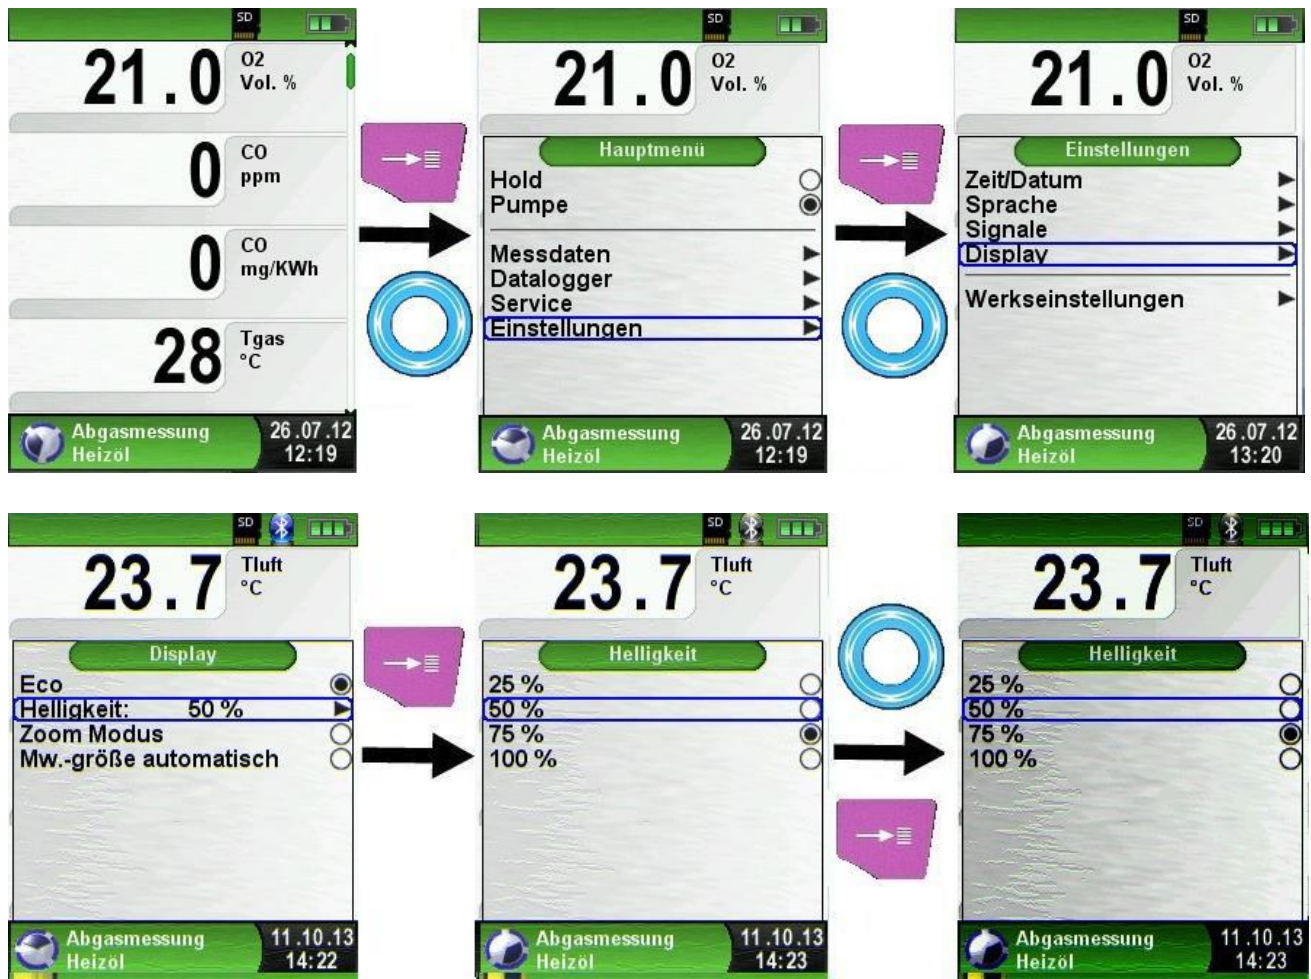 SD
21.0 O2
Vol. %
0 CO
ppm
0 CO
mg/KWh
28 Tgas
°C
Abgasmessung 26.07.12
Heizöl 12:19
SD
21.0 O2
Vol. %
Hauptmenü
Hold
Pumpe
Messdaten
Datalogger
Service
Einstellungen
Abgasmessung 26.07.12
Heizöl 12:19
SD
21.0 O2
Vol. %
Einstellungen
Zeit/Datum
Sprache
Signale
Display
Werkseinstellungen
Abgasmessung 26.07.12
Heizöl 13:20
SD
23.7 Tluft
°C
Display
Eco
Helligkeit: 50 %
Zoom Modus
Mw.-größe automatisch
Abgasmessung 11.10.13
Heizöl 14:22
SD
23.7 Tluft
°C
Helligkeit
25 %
50 %
75 %
100 %
Abgasmessung 11.10.13
Heizöl 14:23
SD
23.7 Tluft
°C
Helligkeit
25 %
50 %
75 %
100 %
Abgasmessung 11.10.13
Heizöl 14:23